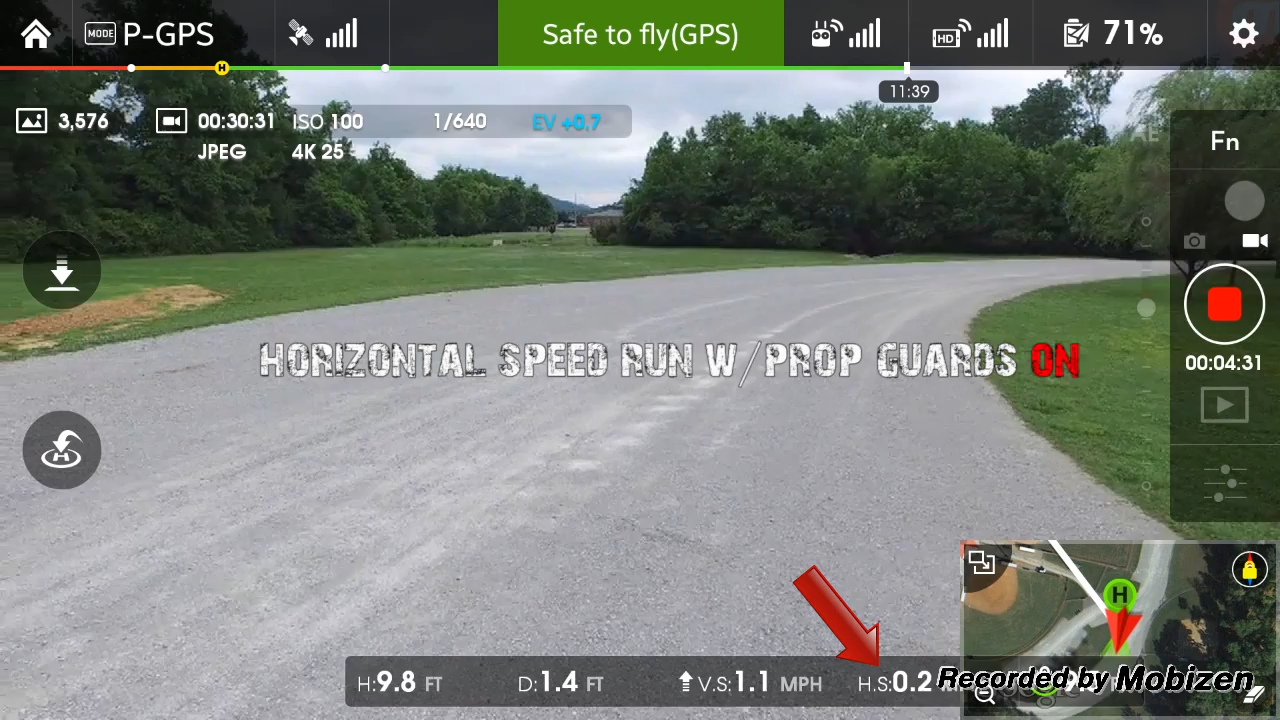 MODE P-GPS
Safe to fly(GPS)
HD
71%
H
11:39
3,576
00:30:31 ISO 100 1/640 EV +0.7
JPEG 4K 25
Fn
HORIZONTAL SPEED RUN W/PROP GUARDS ON
00:04:31
H
H:9.8 FT D:1.4 FT V.S:1.1 MPH H.S:0.2
Recorded by Mobizen